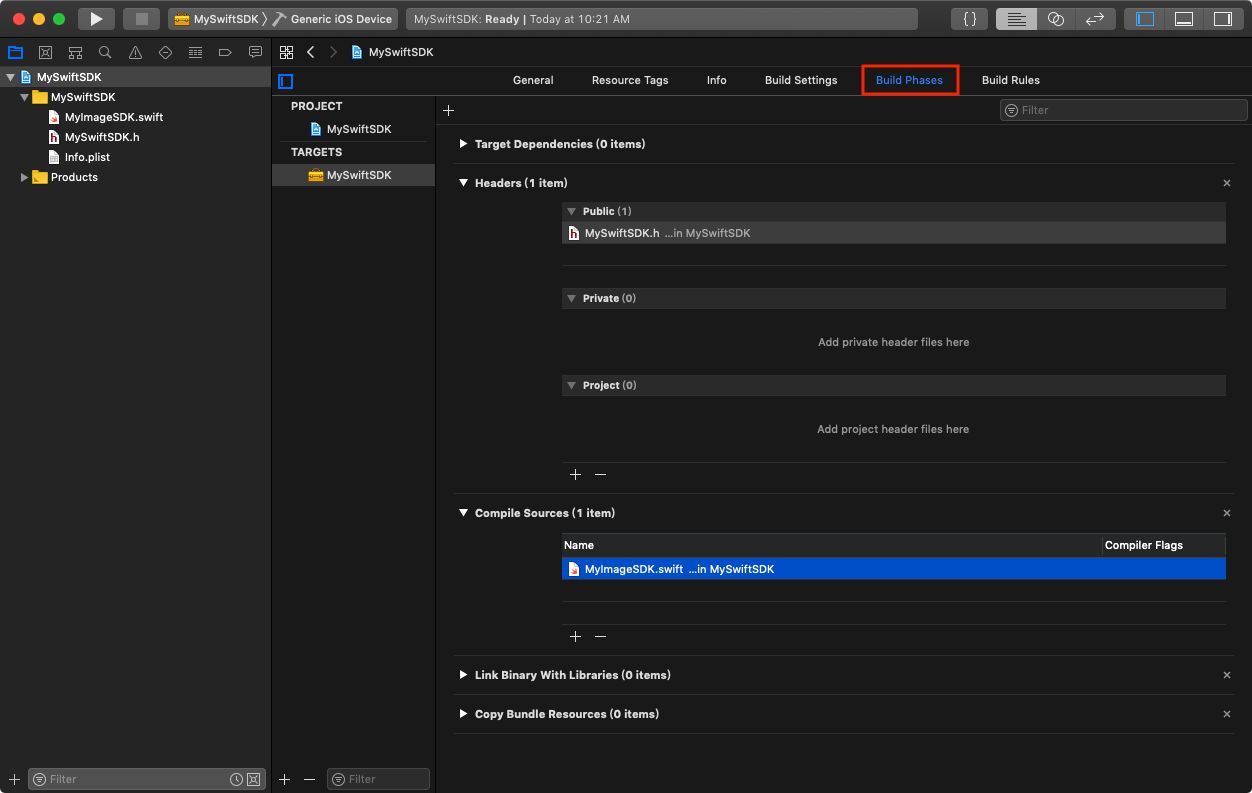 MySwiftSDK 〉 Generic iOS Device
MySwiftSDK: Ready | Today at 10:21 AM
{ }
MySwiftSDK
MySwiftSDK
MySwiftSDK
MyImageSDK.swift
MySwiftSDK.h
Info.plist
Products
Filter
General Resource Tags Info Build Settings Build Phases Build Rules
PROJECT
MySwiftSDK
TARGETS
MySwiftSDK
Filter
Filter
Target Dependencies (0 items)
Headers (1 item)
Public (1)
MySwiftSDK.h ...in MySwiftSDK
Private (0)
Add private header files here
Project (0)
Add project header files here
Compile Sources (1 item)
Name Compiler Flags
MyImageSDK.swift ...in MySwiftSDK
Link Binary With Libraries (0 items)
Copy Bundle Resources (0 items)